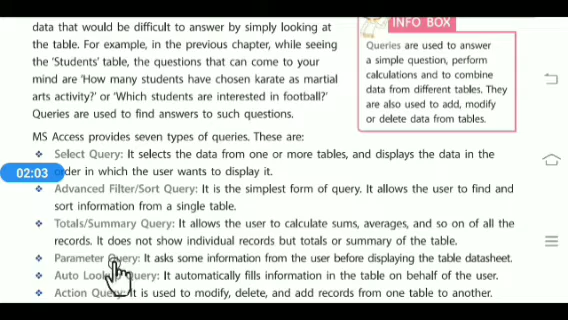 data that would be difficult to answer by simply looking at
the table. For example, in the previous chapter, while seeing
the 'Students' table, the questions that can come to your
mind are 'How many students have chosen karate as martial
arts activity?' or 'Which students are interested in football?'
Queries are used to find answers to such questions.
INFO BOX
Queries are used to answer
a simple question, perform
calculations and to combine
data from different tables. They
are also used to add, modify
or delete data from tables.
MS Access provides seven types of queries. These are:
❖ Select Query: It selects the data from one or more tables, and displays the data in the
order in which the user wants to display it.
02:03
❖ Advanced Filter/Sort Query: It is the simplest form of query. It allows the user to find and
sort information from a single table.
❖ Totals/Summary Query: It allows the user to calculate sums, averages, and so on of all the
records. It does not show individual records but totals or summary of the table.
❖ Parameter Query: It asks some information from the user before displaying the table datasheet.
❖ Auto Lookup Query: It automatically fills information in the table on behalf of the user.
❖ Action Query: It is used to modify, delete, and add records from one table to another.